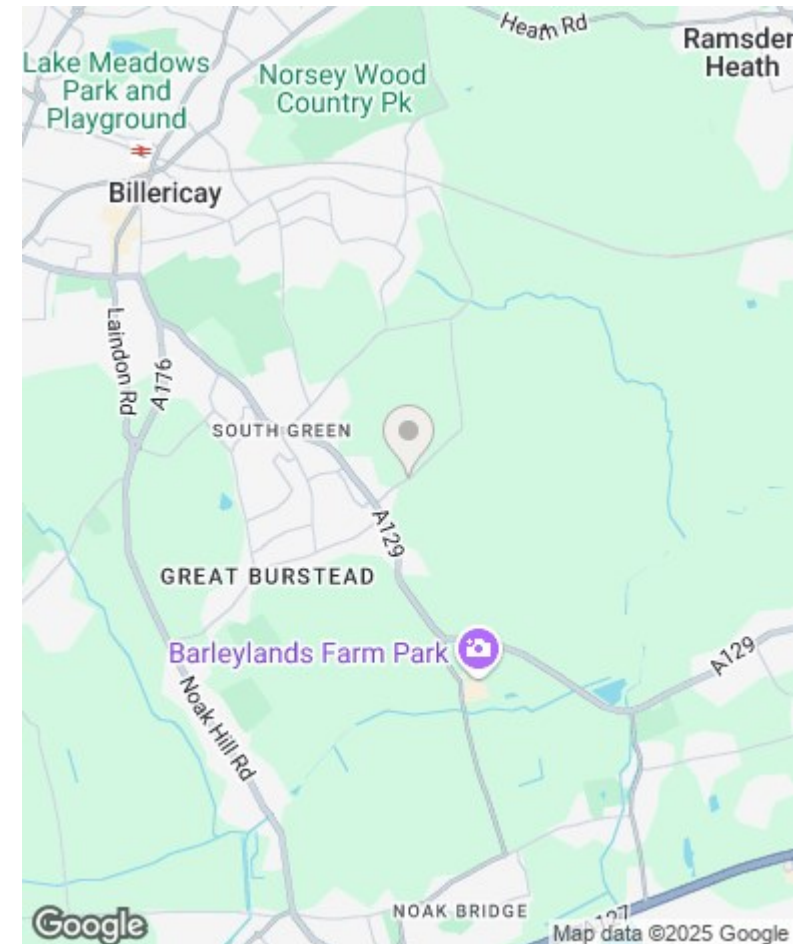 Heath Rd
Ramsden
Heath
Lake Meadows
Park and
Playground
Norsey Wood
Country Pk
Billericay
Laindon Rd
A176
SOUTH GREEN
A129
GREAT BURSTEAD
Barleylands Farm Park
A129
Noak Hill Rd
NOAK BRIDGE
A127
Google
Map data ©2025 Google